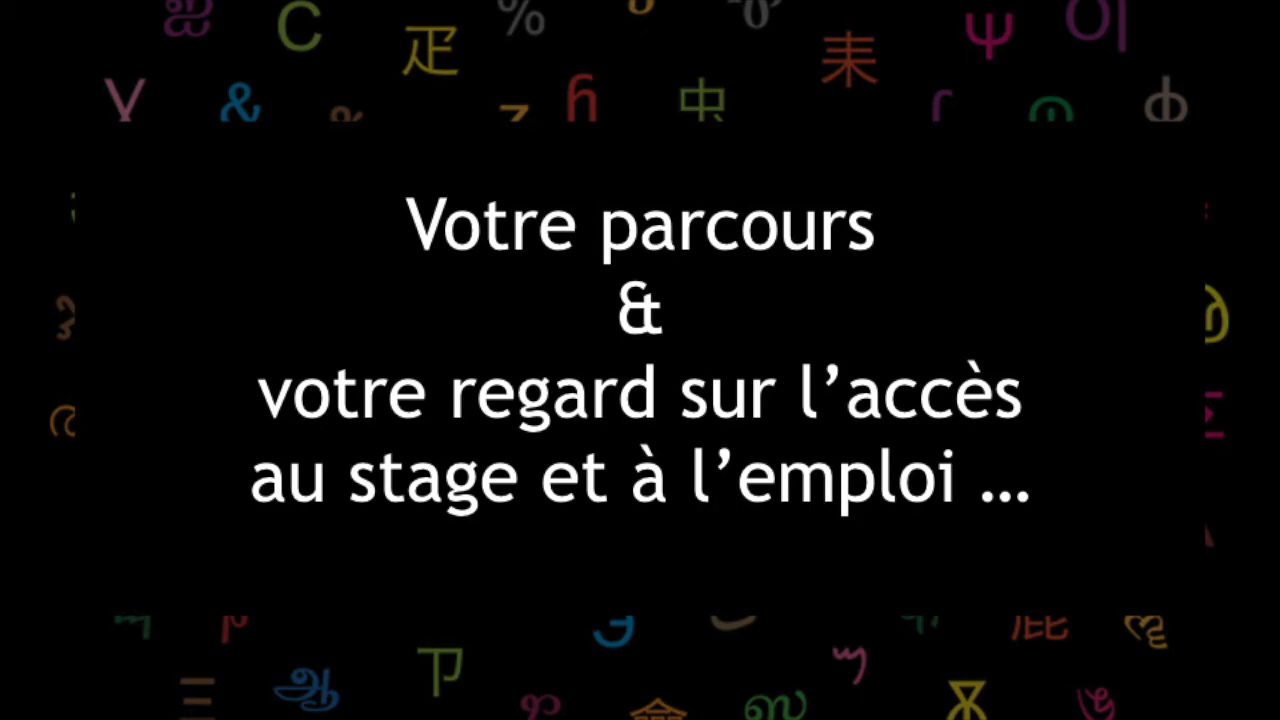 Votre parcours
&
votre regard sur l’accès
au stage et à l’emploi …